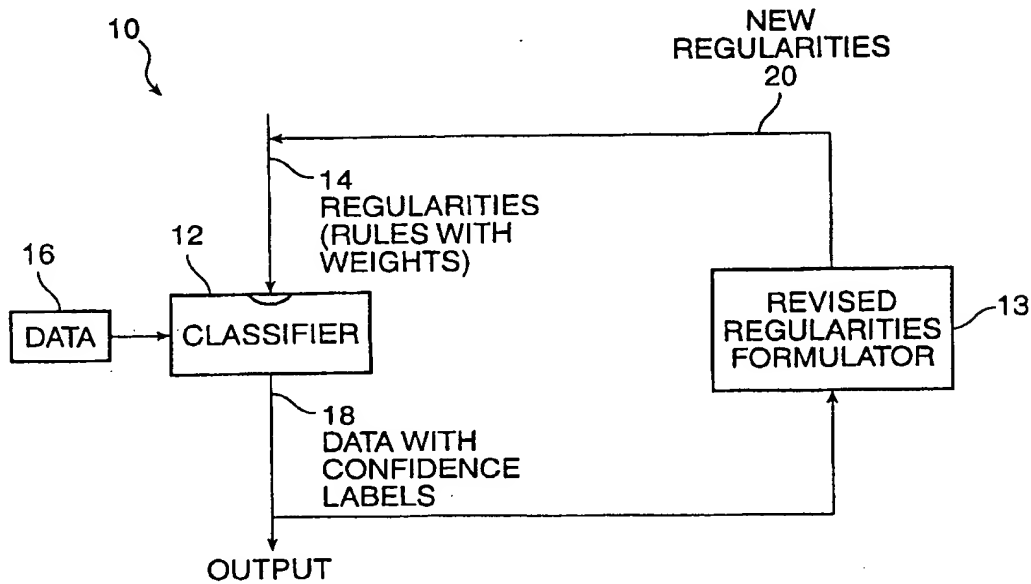 10
NEW
REGULARITIES
20
14
REGULARITIES
(RULES WITH
WEIGHTS)
12
16
DATA
CLASSIFIER
REVISED
REGULARITIES
FORMULATOR
13
18
DATA WITH
CONFIDENCE
LABELS
OUTPUT